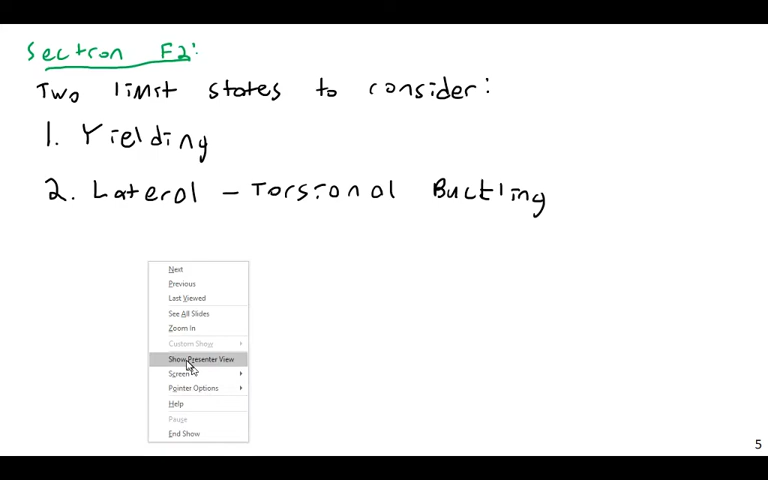 Section F2:
Two limit states to consider:
1. Yielding
2. Lateral - Torsional Buckling
Next
Previous
Last Viewed
See All Slides
Zoom In
Custom Show
Show Presenter View
Screen
Pointer Options
Help
Pause
End Show
5